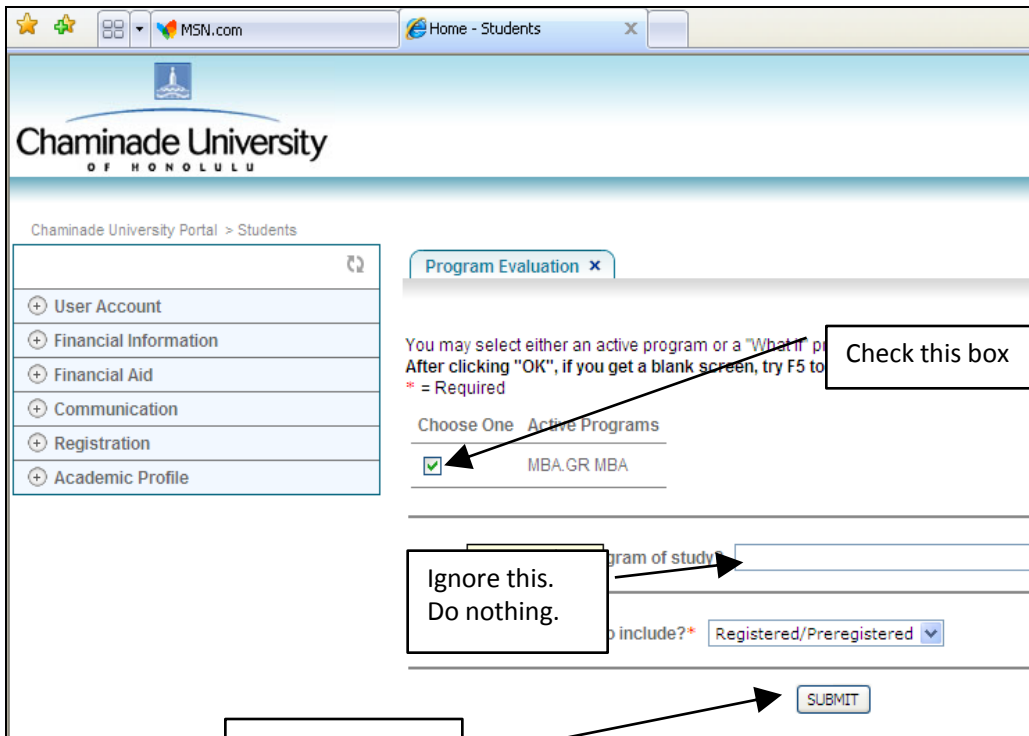 MSN.com
Home - Students
Chaminade University
OF HONOLULU
Chaminade University Portal > Students
User Account
Financial Information
Financial Aid
Communication
Registration
Academic Profile
Program Evaluation
You may select either an active program or a "What if" pr
After clicking "OK", if you get a blank screen, try F5 to
* = Required
Check this box
Choose One Active Programs
MBA.GR MBA
gram of study?
Ignore this.
Do nothing.
o include?* Registered/Preregistered
SUBMIT